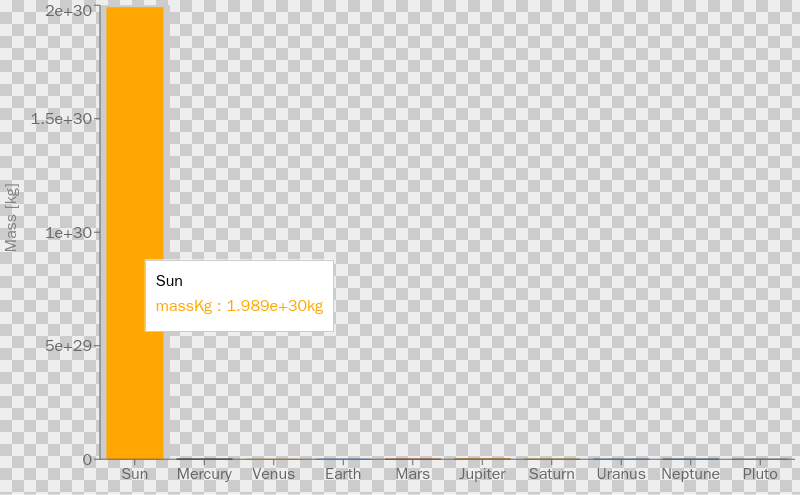 2e+30
1.5e+30
1e+30
5e+29
0
Mass [kg]
Sun
massKg : 1.989e+30kg
Sun Mercury Venus Earth Mars Jupiter Saturn Uranus Neptune Pluto